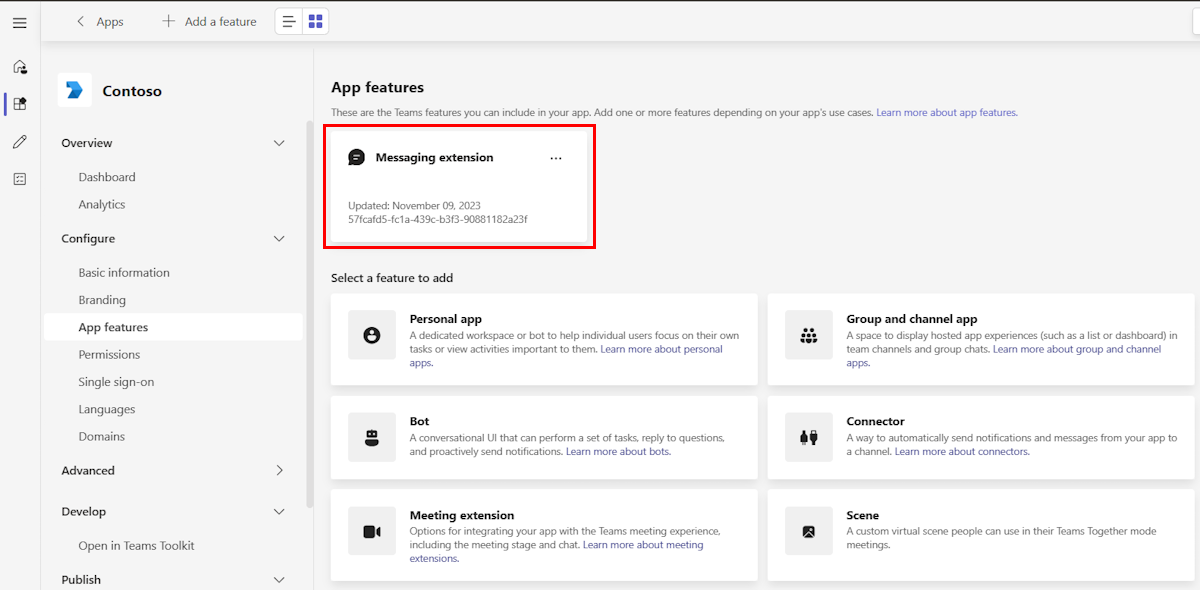 Apps
Add a feature
Contoso
Overview
Dashboard
Analytics
Configure
Basic information
Branding
App features
Permissions
Single sign-on
Languages
Domains
Advanced
Develop
Open in Teams Toolkit
Publish
App features
These are the Teams features you can include in your app. Add one or more features depending on your app's use cases. Learn more about app features.
Messaging extension
...
Updated: November 09, 2023
57fcafd5-fc1a-439c-b3f3-90881182a23f
Select a feature to add
Personal app
A dedicated workspace or bot to help individual users focus on their own
tasks or view activities important to them. Learn more about personal
apps.
Group and channel app
A space to display hosted app experiences (such as a list or dashboard) in
team channels and group chats. Learn more about group and channel
apps.
Bot
A conversational UI that can perform a set of tasks, reply to questions,
and proactively send notifications. Learn more about bots.
Connector
A way to automatically send notifications and messages from your app to
a channel. Learn more about connectors.
Meeting extension
Options for integrating your app with the Teams meeting experience,
including the meeting stage and chat. Learn more about meeting
extensions.
Scene
A custom virtual scene people can use in their Teams Together mode
meetings.